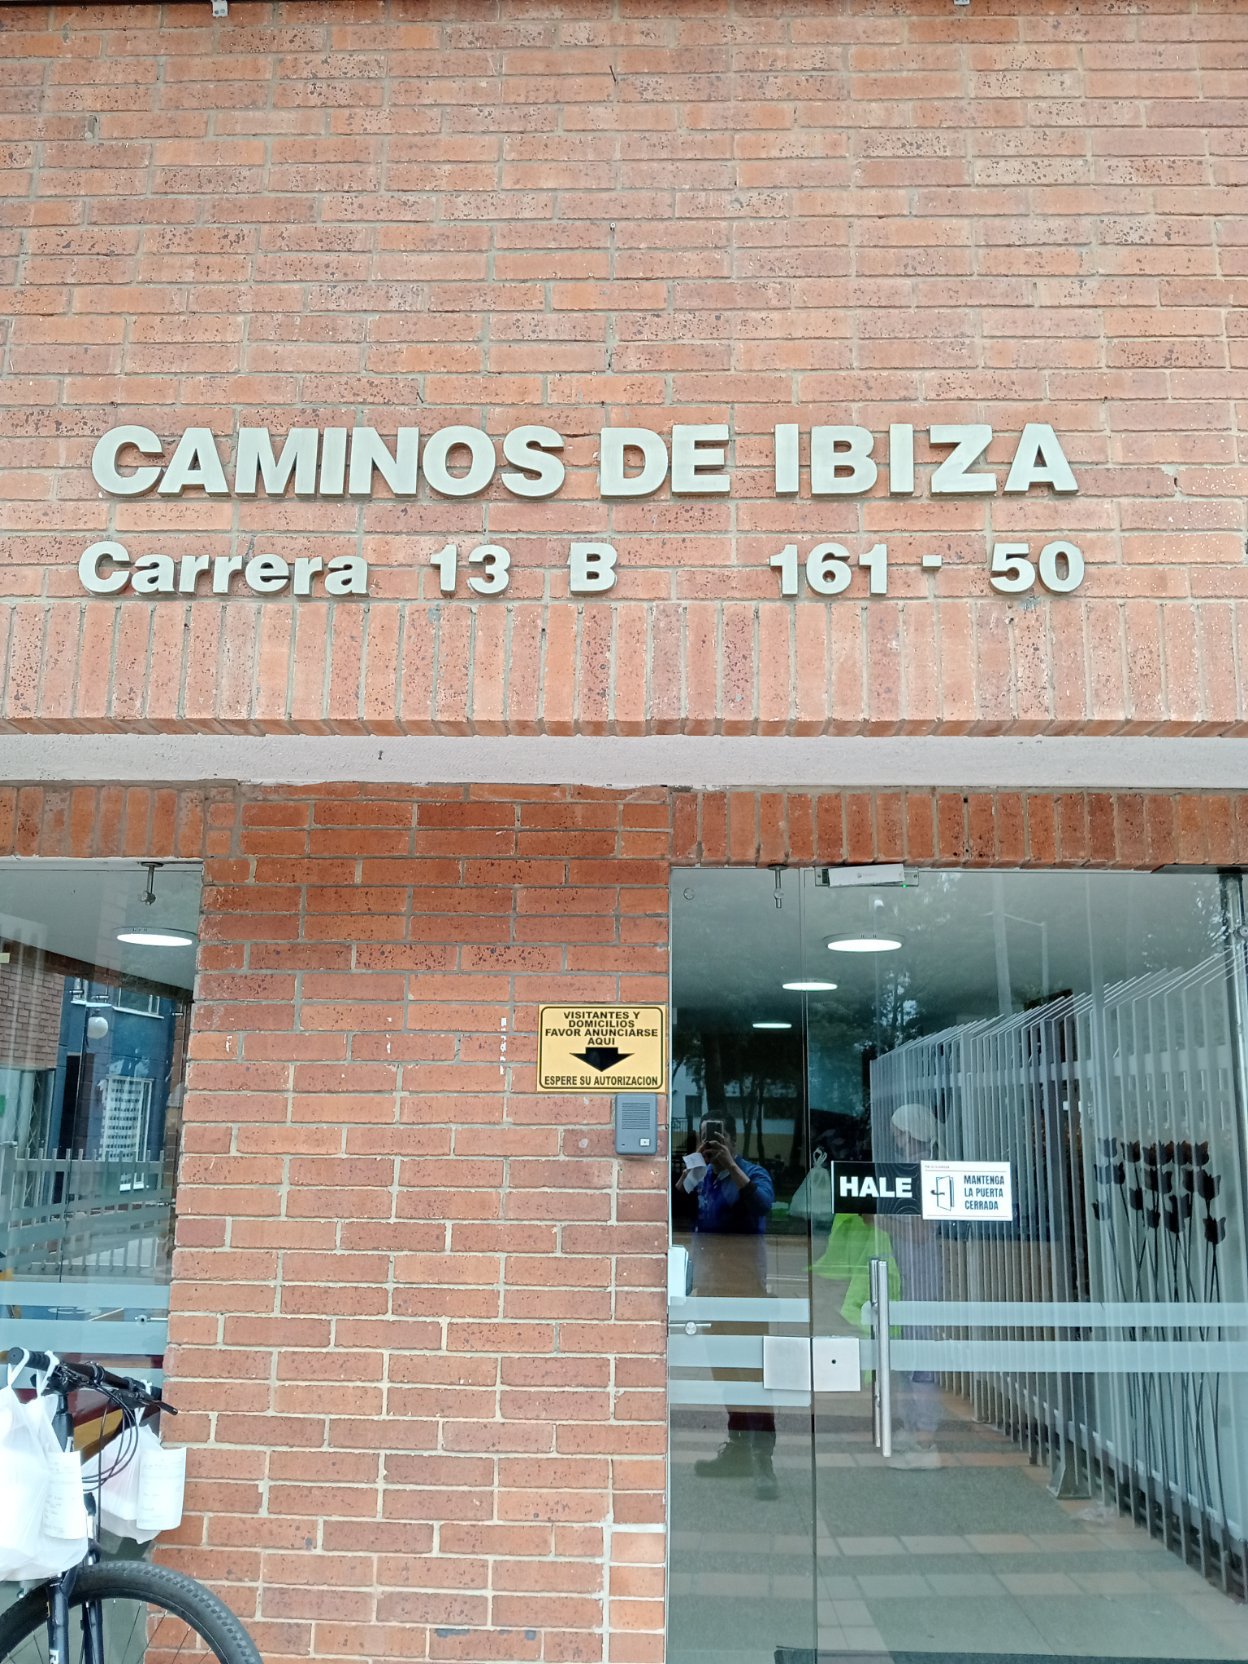 CAMINOS DE IBIZA
Carrera 13 B 161 - 50
VISITANTES Y
DOMICILIOS
FAVOR ANUNCIARSE
AQUI
ESPERE SU AUTORIZACION
HALE
MANTENGA
LA PUERTA
CERRADA